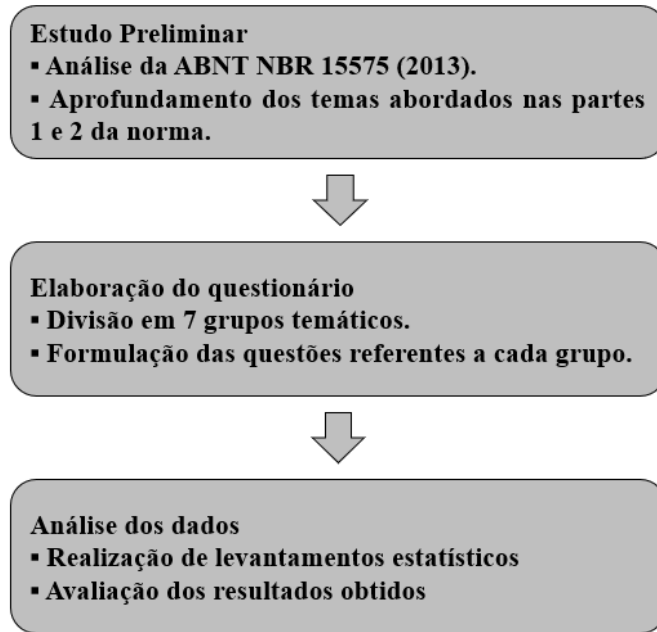 Estudo Preliminar
▪ Análise da ABNT NBR 15575 (2013).
▪ Aprofundamento dos temas abordados nas partes
1 e 2 da norma.
Elaboração do questionário
▪ Divisão em 7 grupos temáticos.
▪ Formulação das questões referentes a cada grupo.
Análise dos dados
▪ Realização de levantamentos estatísticos
▪ Avaliação dos resultados obtidos